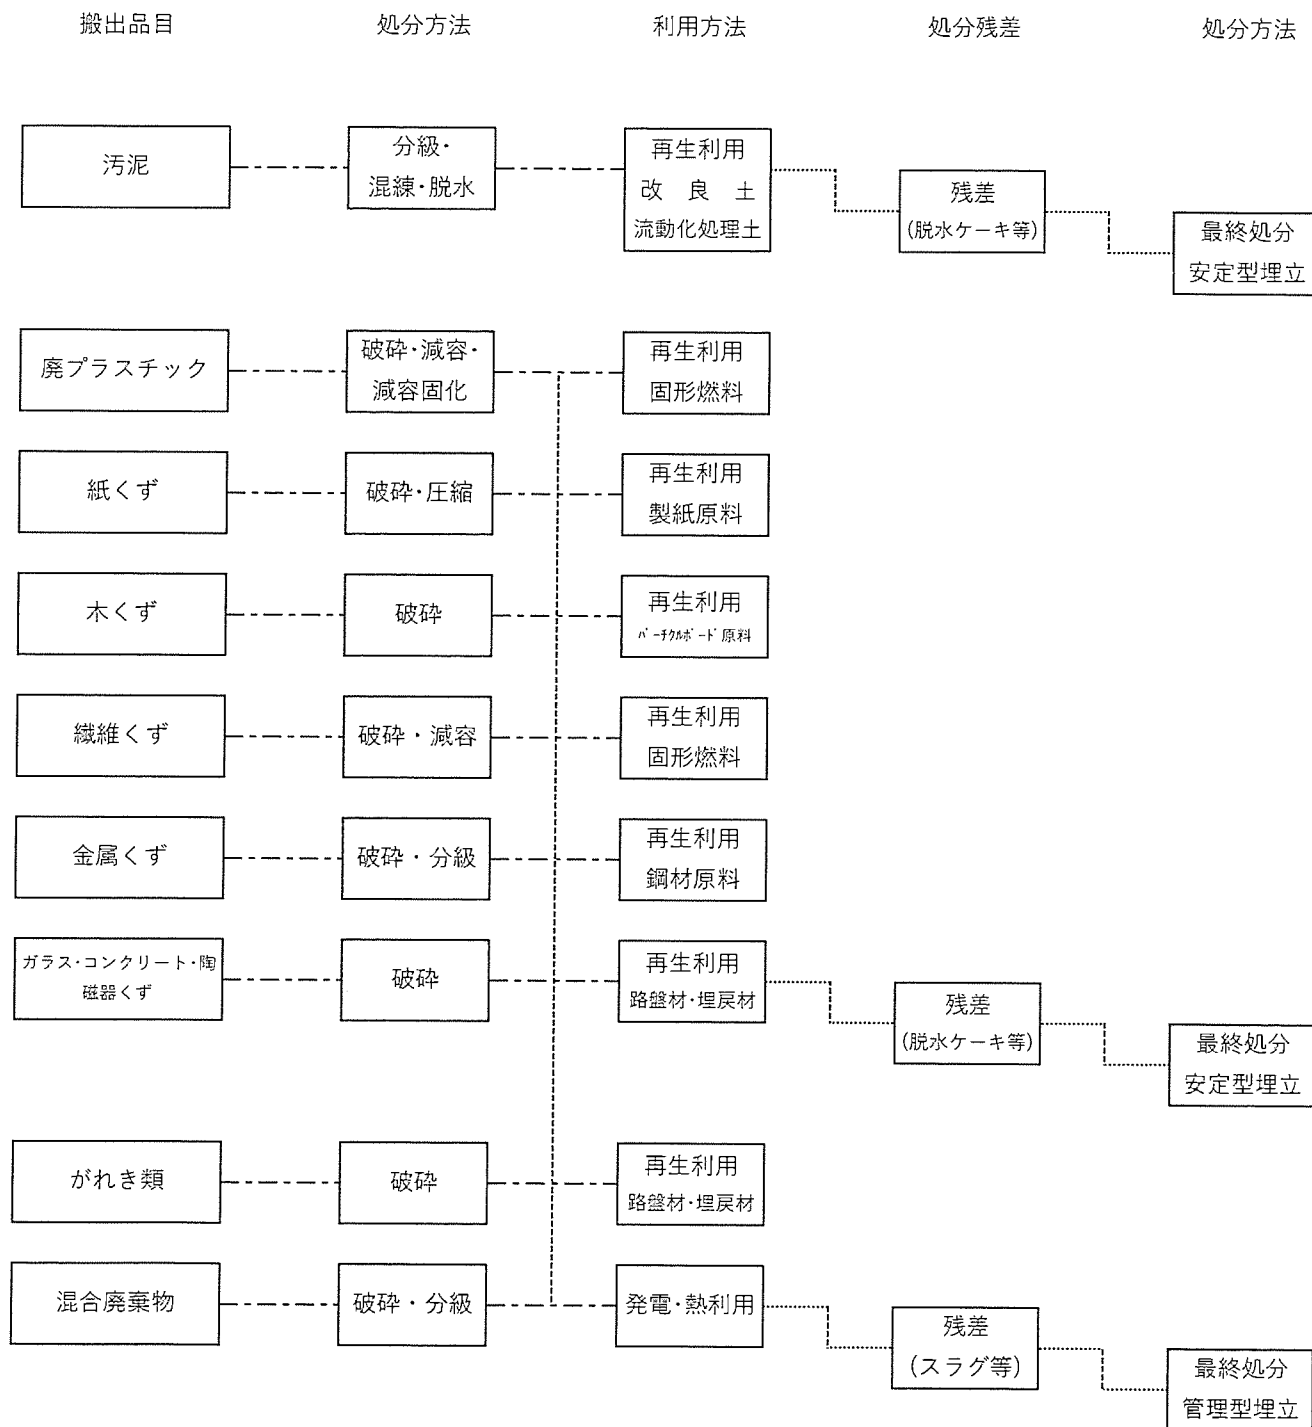 搬出品目 処分方法 利用方法 処分残差 処分方法
汚泥
分級・
混練・脱水
再生利用
改良土
流動化処理土
残差
(脱水ケーキ等)
最終処分
安定型埋立
廃プラスチック
破砕・減容・
減容固化
再生利用
固形燃料
紙くず
破砕・圧縮
再生利用
製紙原料
木くず
破砕
再生利用
パーチクルボード原料
繊維くず
破砕・減容
再生利用
固形燃料
金属くず
破砕・分級
再生利用
鋼材原料
ガラス・コンクリート・陶
磁器くず
破砕
再生利用
路盤材・埋戻材
残差
(脱水ケーキ等)
最終処分
安定型埋立
がれき類
破砕
再生利用
路盤材・埋戻材
混合廃棄物
破砕・分級
発電・熱利用
残差
(スラグ等)
最終処分
管理型埋立